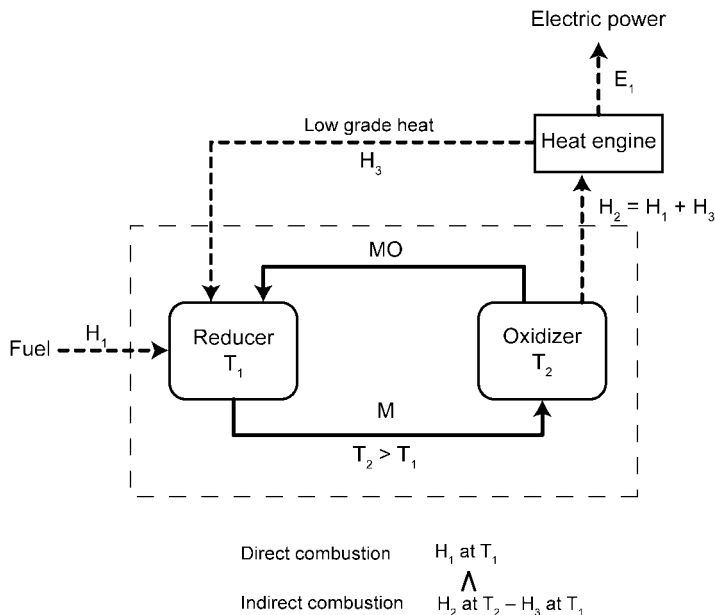 Electric power
E₁
Heat engine
Low grade heat
H₃
H₂ = H₁ + H₃
MO
Fuel
H₁
Reducer
T₁
Oxidizer
T₂
M
T₂ > T₁
Direct combustion H₁ at T₁
∧
Indirect combustion H₂ at T₂ – H₃ at T₁